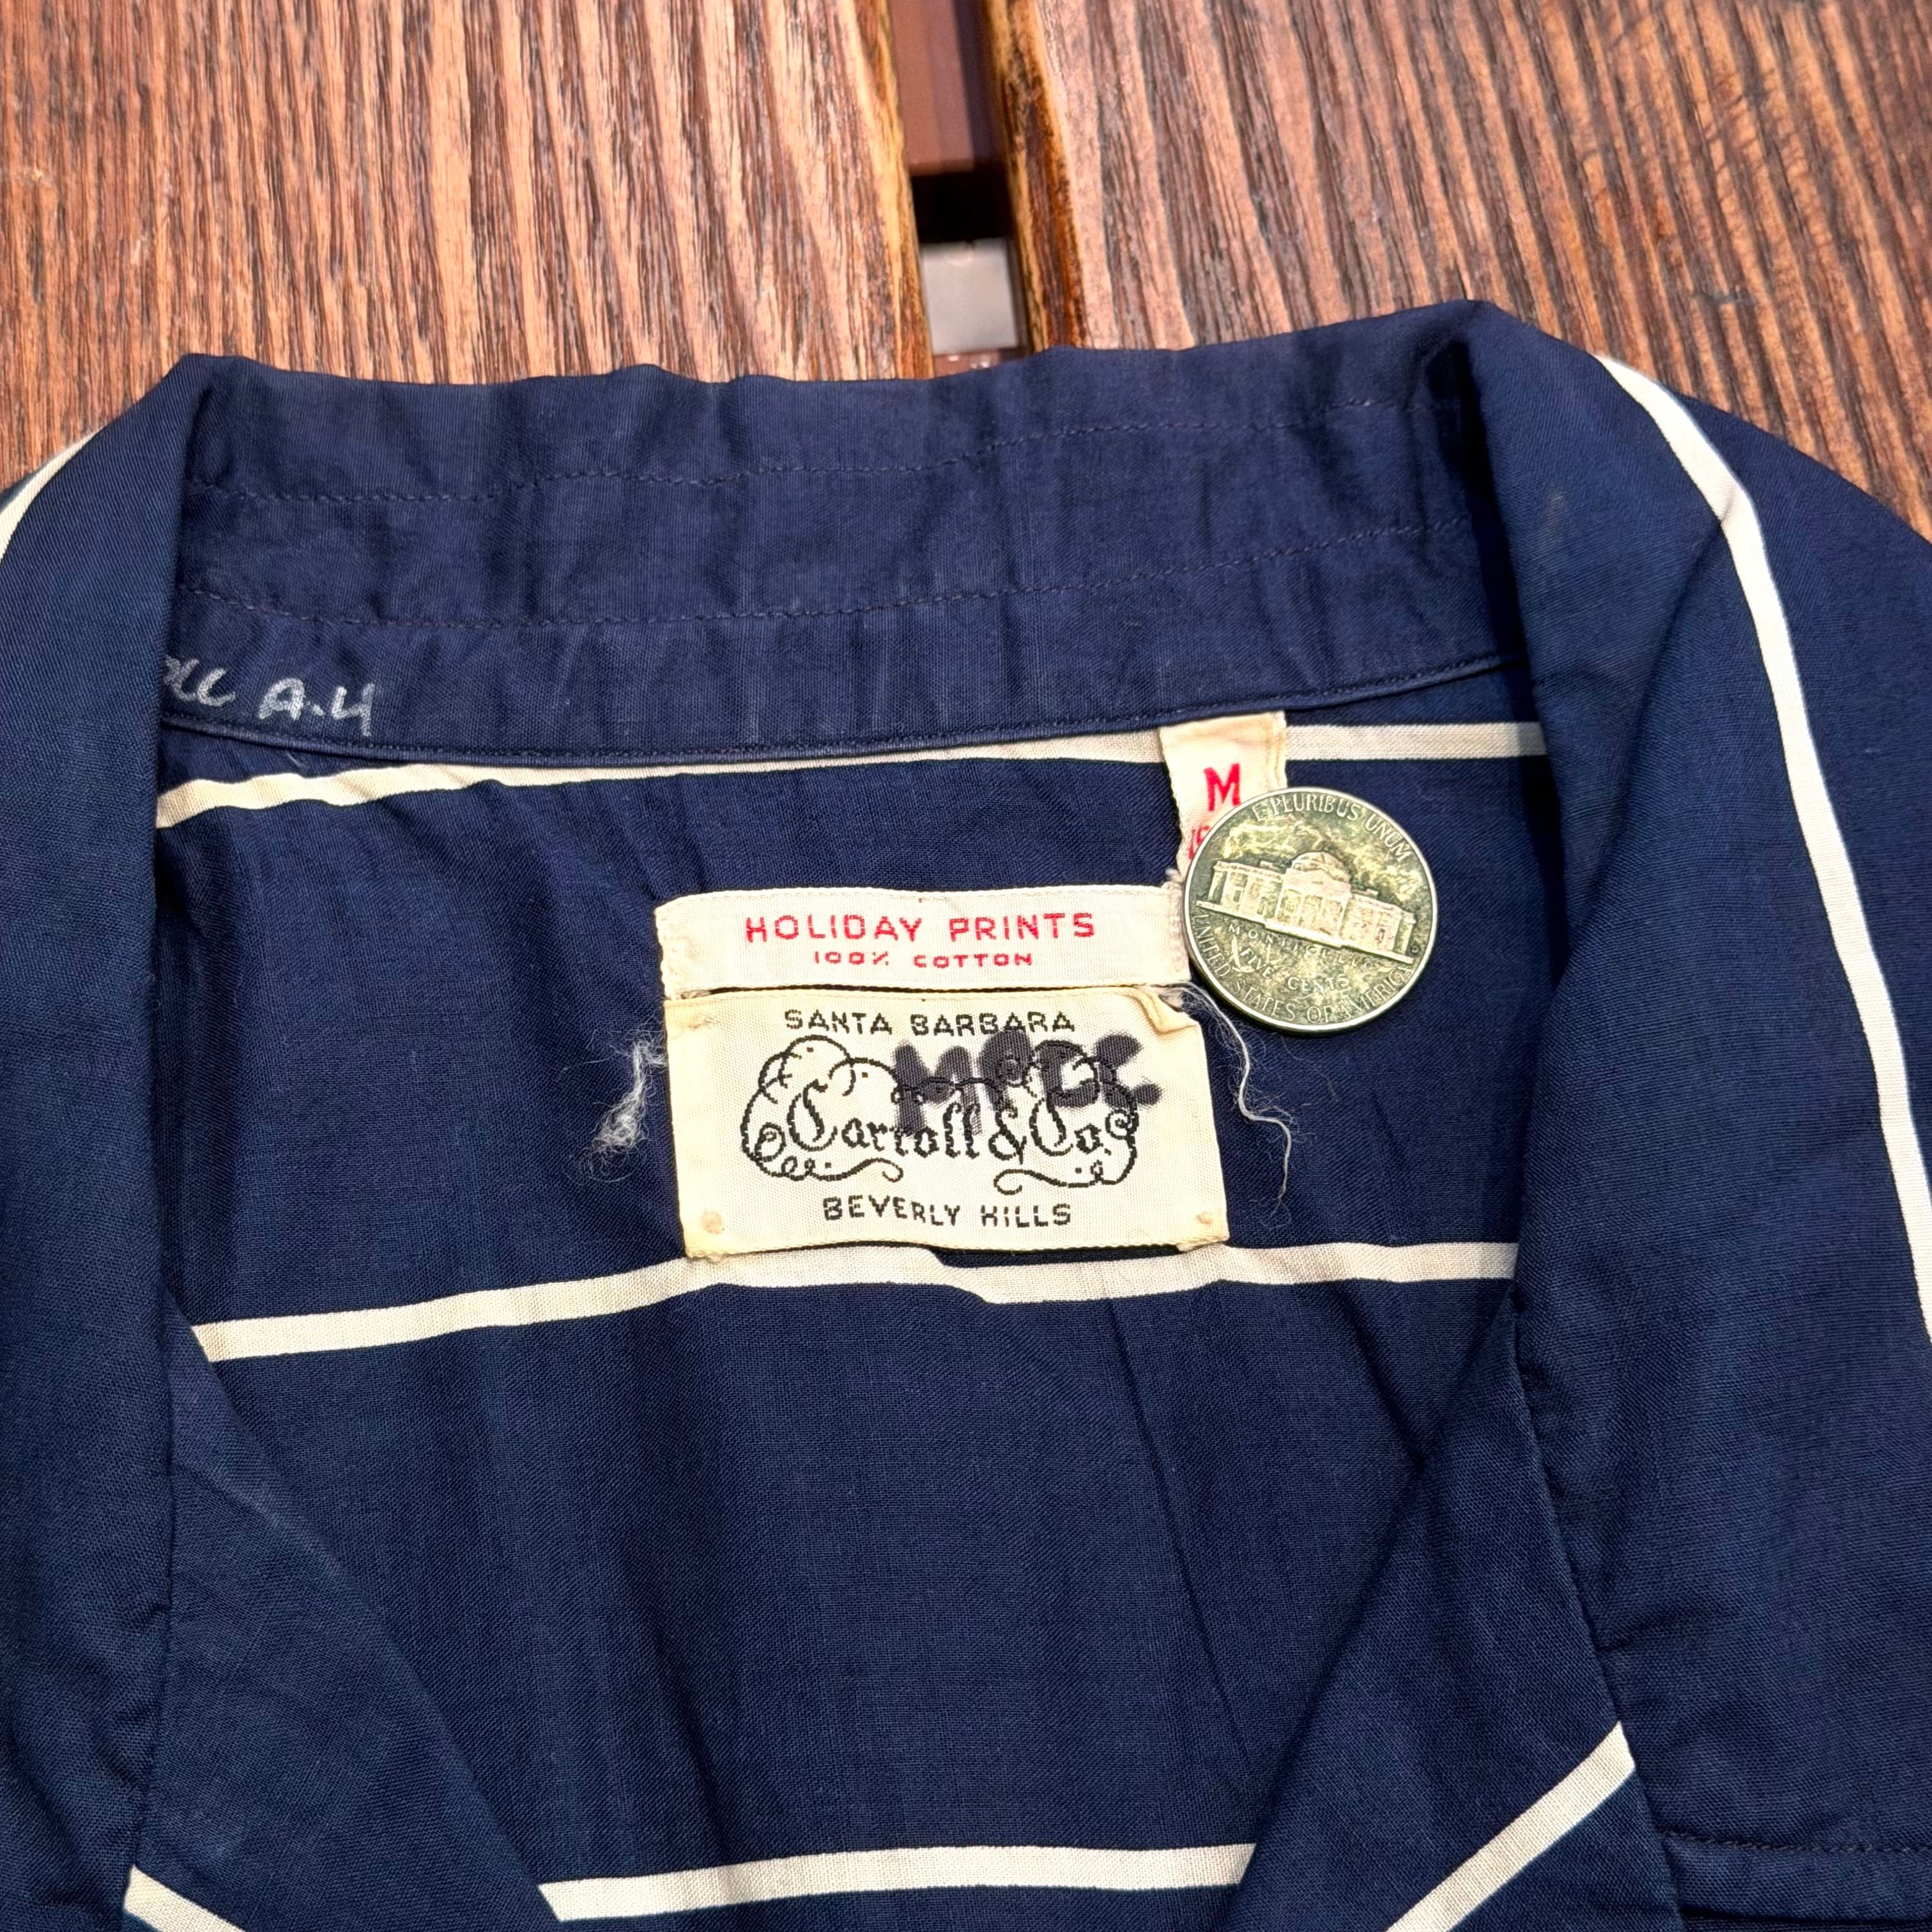 A.4
M
HOLIDAY PRINTS
100% COTTON
SANTA BARBARA
Carroll & Co.
BEVERLY HILLS
E·PLURIBUS UNUM
MONTICELLO
FIVE CENTS
UNITED STATES OF AMERICA